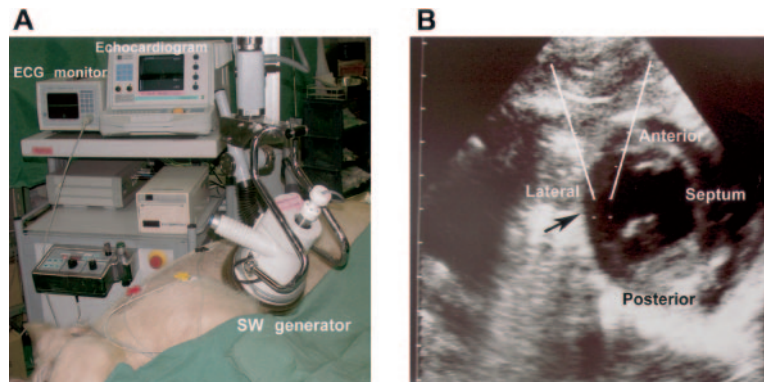 A
Echocardiogram
ECG monitor
SW generator
B
Anterior
Lateral
Septum
Posterior